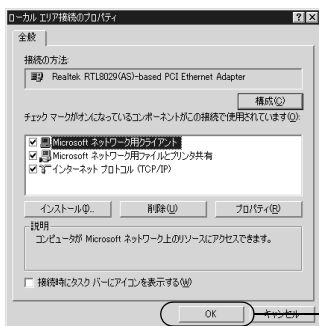 ローカル エリア接続のプロパティ
全般
接続の方法:
Realtek RTL8029(AS)-based PCI Ethernet Adapter
構成(C)
チェック マークがオンになっているコンポーネントがこの接続で使用されています(O):
Microsoft ネットワーク用クライアント
Microsoft ネットワーク用ファイルとプリンタ共有
インターネット プロトコル (TCP/IP)
インストール(I)... 削除(U) プロパティ(R)
説明
コンピュータが Microsoft ネットワーク上のリソースにアクセスできます。
接続時にタスク バーにアイコンを表示する(W)
OK キャンセル